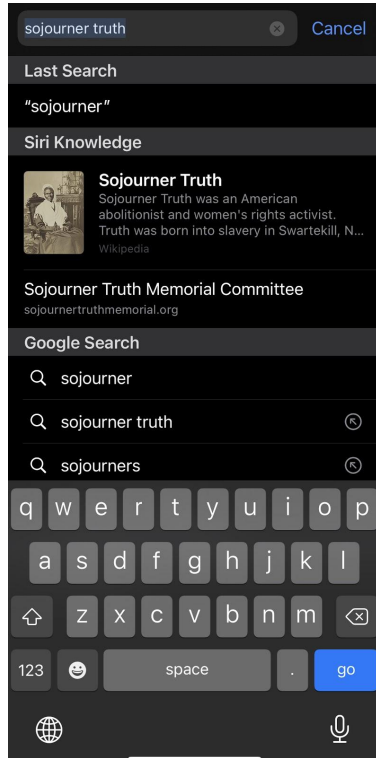 sojourner truth
Cancel
Last Search
“sojourner”
Siri Knowledge
Sojourner Truth
Sojourner Truth was an American
abolitionist and women's rights activist.
Truth was born into slavery in Swartekill, N...
Wikipedia
Sojourner Truth Memorial Committee
sojournertruthmemorial.org
Google Search
sojourner
sojourner truth
sojourners
q w e r t y u i o p
a s d f g h j k l
z x c v b n m
123 space . go